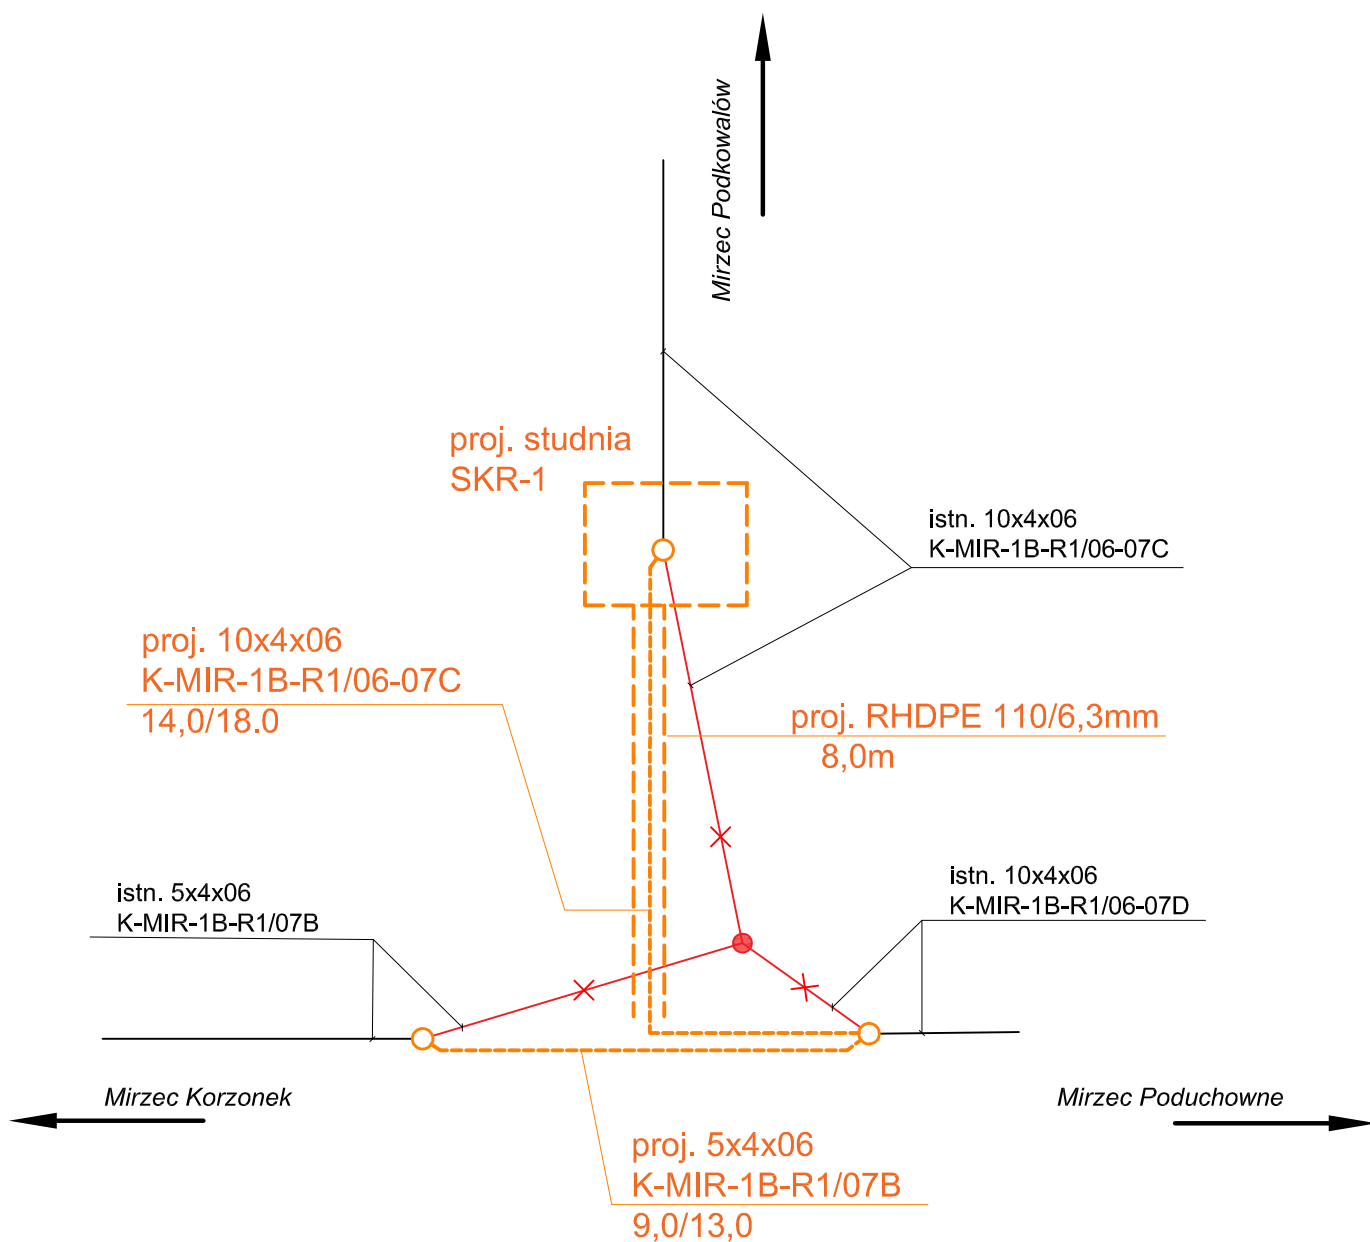 Mirzec Podkowalów
proj. studnia
SKR-1
istn. 10x4x06
K-MIR-1B-R1/06-07C
proj. 10x4x06
K-MIR-1B-R1/06-07C
14,0/18.0
proj. RHDPE 110/6,3mm
8,0m
istn. 5x4x06
K-MIR-1B-R1/07B
istn. 10x4x06
K-MIR-1B-R1/06-07D
Mirzec Korzonek
Mirzec Poduchowne
proj. 5x4x06
K-MIR-1B-R1/07B
9,0/13,0